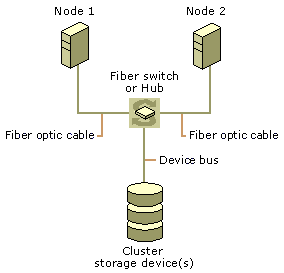 Node 1
Node 2
Fiber switch
or Hub
Fiber optic cable
Fiber optic cable
Device bus
Cluster
storage device(s)